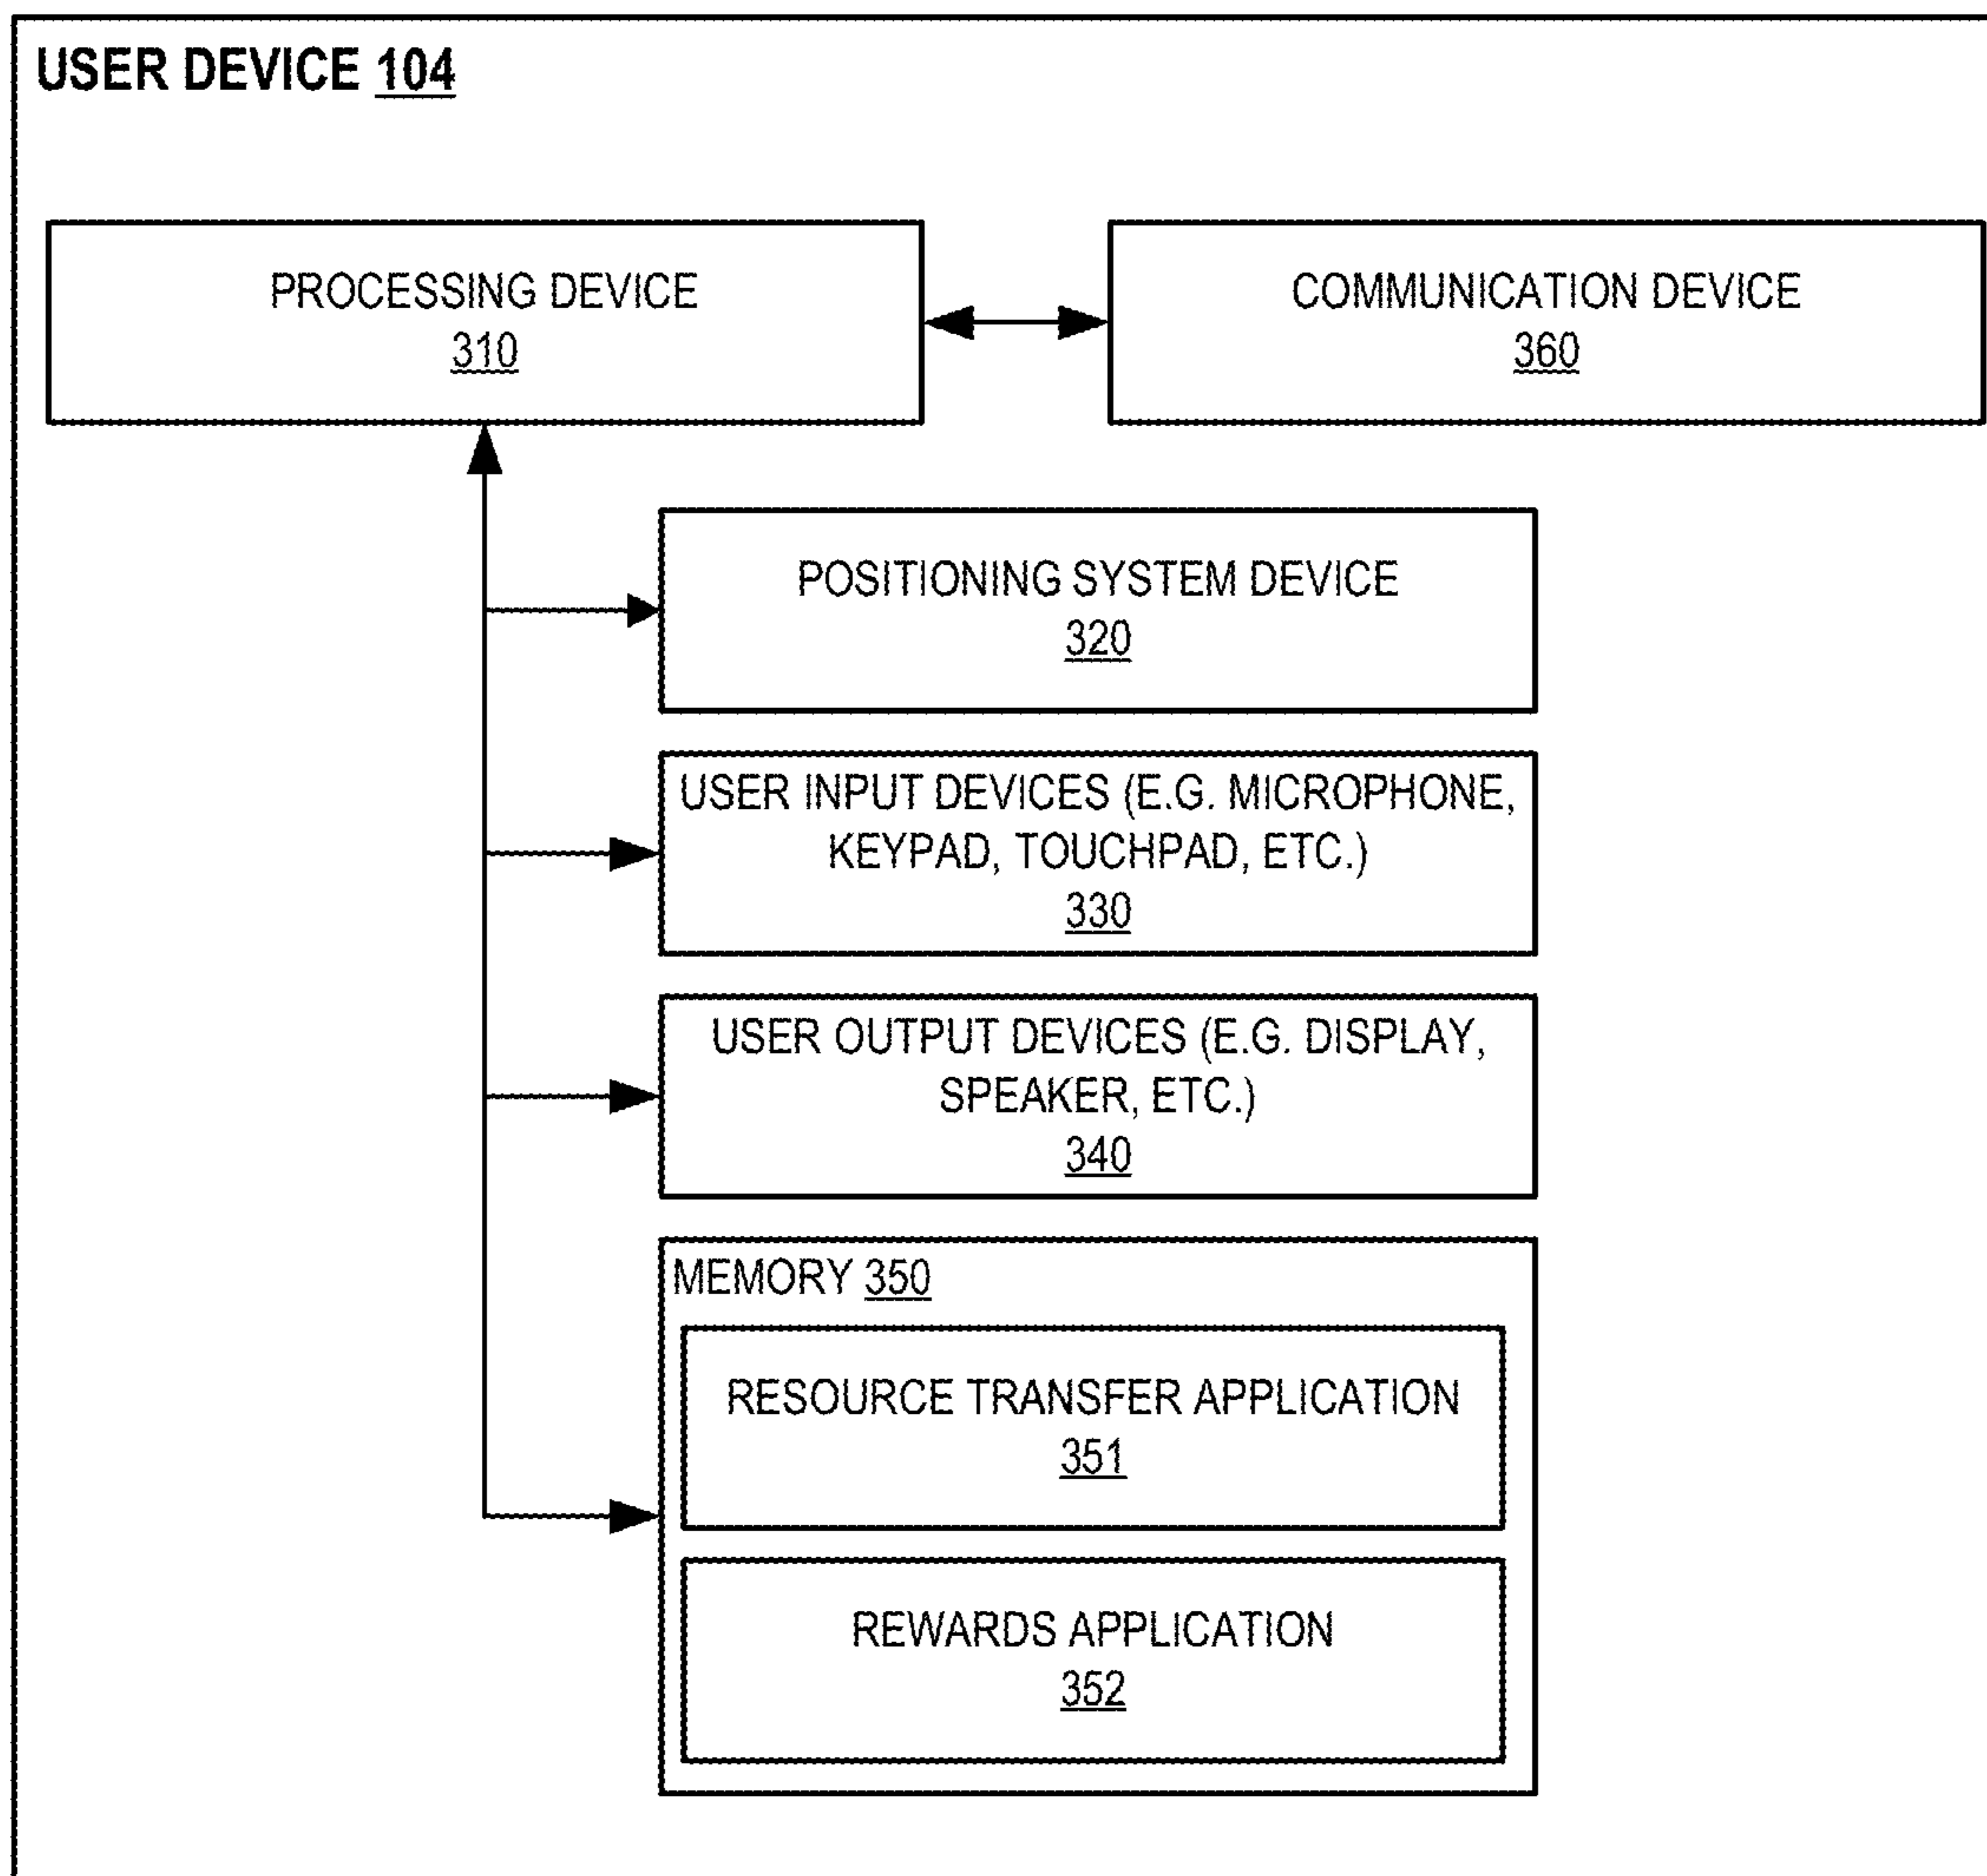 USER DEVICE 104
PROCESSING DEVICE
310
COMMUNICATION DEVICE
360
POSITIONING SYSTEM DEVICE
320
USER INPUT DEVICES (E.G. MICROPHONE,
KEYPAD, TOUCHPAD, ETC.)
330
USER OUTPUT DEVICES (E.G. DISPLAY,
SPEAKER, ETC.)
340
MEMORY 350
RESOURCE TRANSFER APPLICATION
351
REWARDS APPLICATION
352